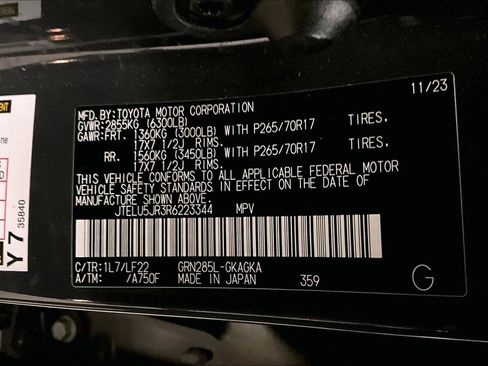 11/23
MFD.BY:TOYOTA MOTOR CORPORATION
GVWR:2855KG (6300LB)
GAWR:FRT. 1360KG (3000LB) WITH P265/70R17 TIRES.
17X7 1/2J RIMS.
RR. 1560KG (3450LB) WITH P265/70R17 TIRES.
17X7 1/2J RIMS.
THIS VEHICLE CONFORMS TO ALL APPLICABLE FEDERAL MOTOR
VEHICLE SAFETY STANDARDS IN EFFECT ON THE DATE OF
MANUFACTURE SHOWN ABOVE.
JTELU5JR3R6223344 MPV
C/TR:1L7/LF22 GRN285L-GKAGKA
A/TM: /A750F MADE IN JAPAN 359
G
Y 7 35840